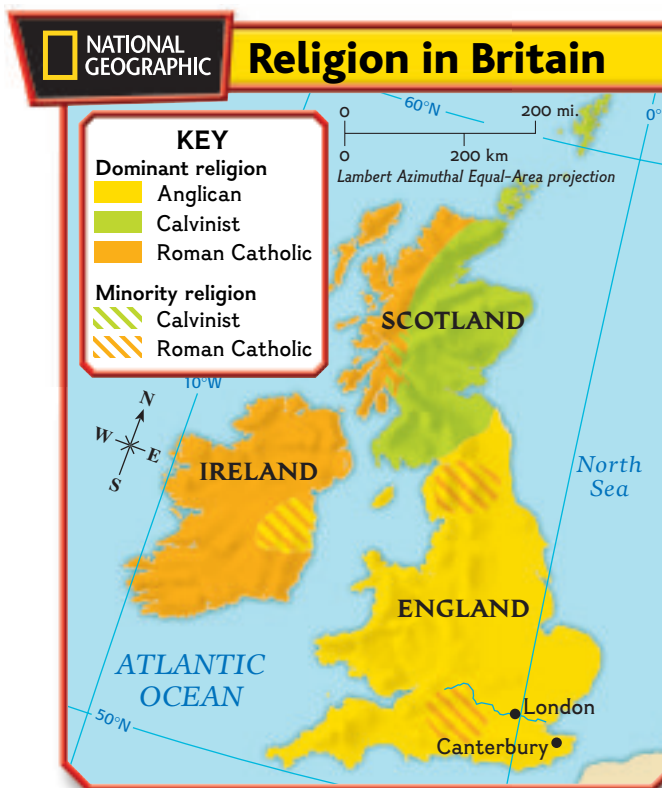 NATIONAL
GEOGRAPHIC
Religion in Britain
KEY
Dominant religion
Anglican
Calvinist
Roman Catholic
Minority religion
Calvinist
Roman Catholic
60°N
0°
0 200 mi.
0 200 km
Lambert Azimuthal Equal-Area projection
SCOTLAND
10°W
N
W E
S
IRELAND
North
Sea
ENGLAND
ATLANTIC
OCEAN
50°N
London
Canterbury